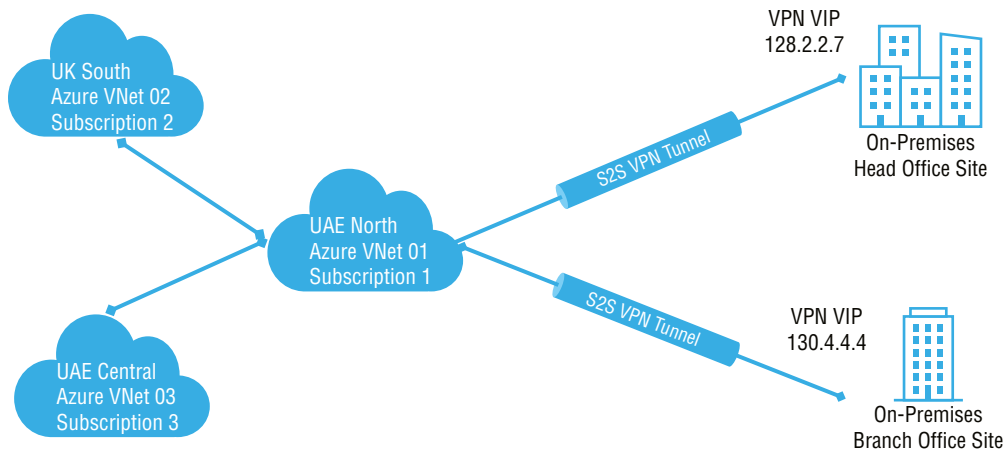 UK South
Azure VNet 02
Subscription 2
UAE North
Azure VNet 01
Subscription 1
UAE Central
Azure VNet 03
Subscription 3
S2S VPN Tunnel
S2S VPN Tunnel
VPN VIP
128.2.2.7
On-Premises
Head Office Site
VPN VIP
130.4.4.4
On-Premises
Branch Office Site